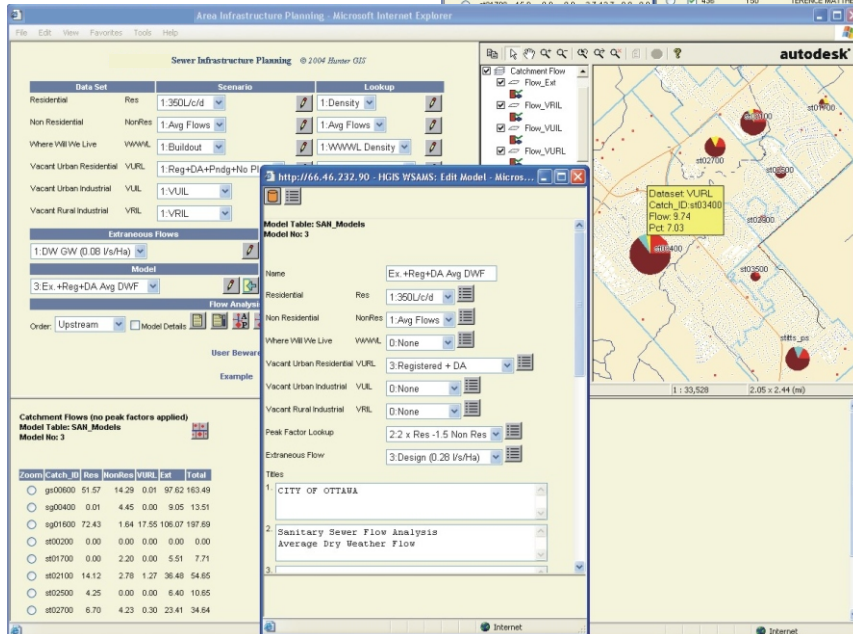 Area Infrastructure Planning - Microsoft Internet Explorer
File Edit View Favorites Tools Help
Sewer Infrastructure Planning © 2004 Hunter GIS
Data Set Scenario Lookup
Residential Res 1:350L/c/d 1:Density
Non Residential NonRes 1:Avg Flows 1:Avg Flows
Where Will We Live WWWL 1:Buildout 1:WWWL Density
Vacant Urban Residential VURL 1:Reg+DA+Pndg+No Pl
Vacant Urban Industrial VUIL 1:VUIL
Vacant Rural Industrial VRIL 1:VRIL
Extraneous Flows
1:DW GW (0.08 l/s/Ha)
Model
3:Ex.+Reg+DA Avg DWF
Flow Analysi
Order: Upstream Model Details
User Bewar
Example
Catchment Flows (no peak factors applied)
Model Table: SAN_Models
Model No: 3
Zoom Catch_ID Res NonRes VURL Ext Total
gs00600 51.57 14.29 0.01 97.62 163.49
sg00400 0.01 4.45 0.00 9.05 13.51
sg01600 72.43 1.64 17.55 106.07 197.69
st00200 0.00 0.00 0.00 0.00 0.00
st01700 0.00 2.20 0.00 5.51 7.71
st02100 14.12 2.78 1.27 36.48 54.65
st02500 4.25 0.00 0.00 6.40 10.65
st02700 6.70 4.23 0.30 23.41 34.64
http://66.46.232.90 - HGIS WSAMS: Edit Model - Micros...
Model Table: SAN_Models
Model No: 3
Name Ex.+Reg+DA Avg DWF
Residential Res 1:350L/c/d
Non Residential NonRes 1:Avg Flows
Where Will We Live WWWL 0:None
Vacant Urban Residential VURL 3:Registered + DA
Vacant Urban Industrial VUIL 0:None
Vacant Rural Industrial VRIL 0:None
Peak Factor Lookup 2:2 x Res -1.5 Non Res
Extraneous Flow 3:Design (0.28 l/s/Ha)
Titles
1. CITY OF OTTAWA
2. Sanitary Sewer Flow Analysis
Average Dry Weather Flow
3.
Internet
autodesk
Catchment Flow
Flow_Ext
Flow_VRIL
Flow_VUIL
Flow_VURL
st01700
st02700
Dataset: VURL
Catch_ID:st03400
Flow: 9.74
Pct: 7.03
st03500
stitts_ps
1 : 33,528 2.05 x 2.44 (mi)
Internet